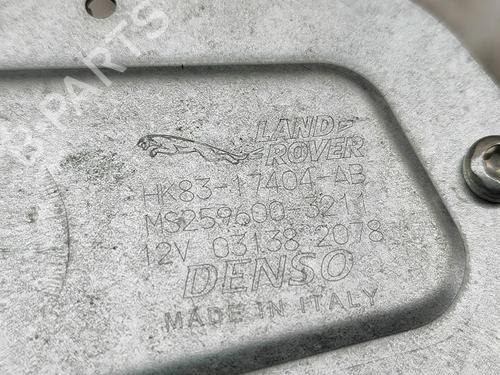 B-PARTS
LAND-
-ROVER
HK83-17404-AB
MS259600-3211
12V 03138 2078
DENSO
MADE IN ITALY